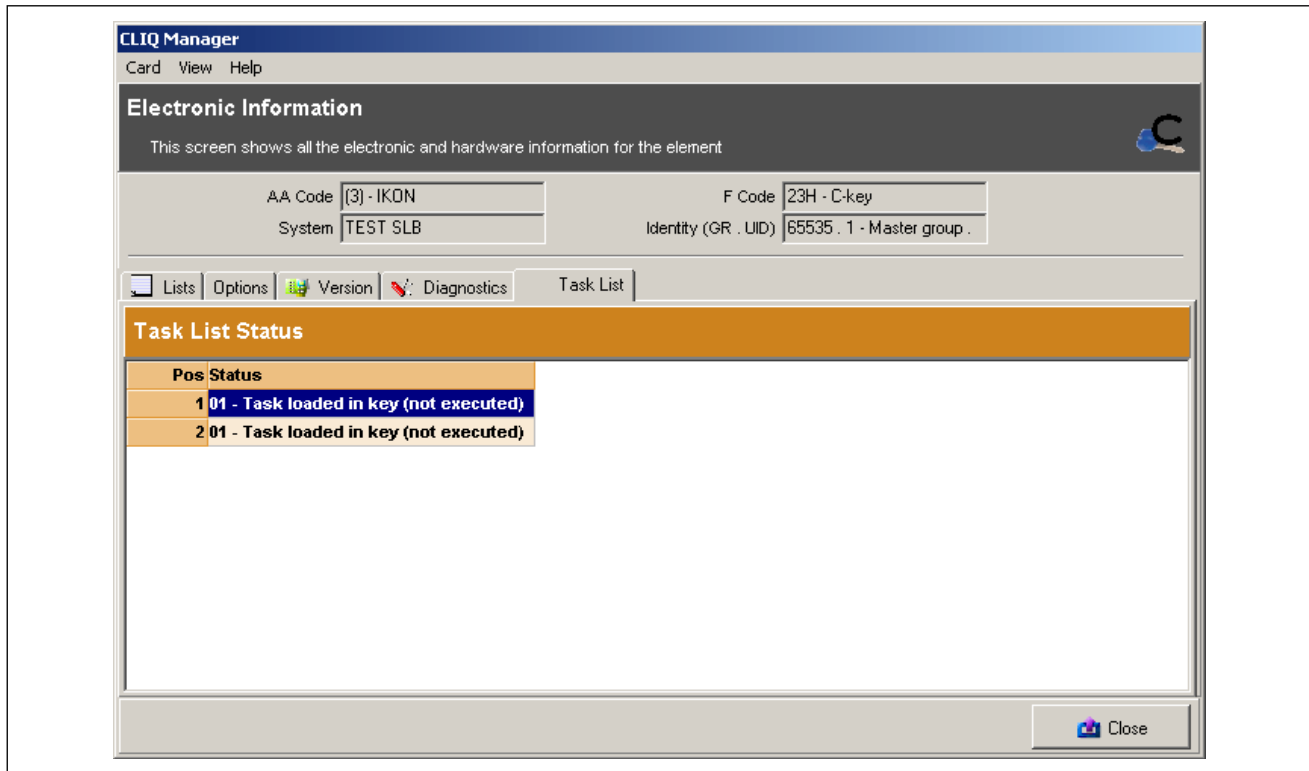 CLIQ Manager
Card View Help
Electronic Information
This screen shows all the electronic and hardware information for the element
AA Code (3) - IKON F Code 23H - C-key
System TEST SLB Identity (GR . UID) 65535 . 1 - Master group .
Lists Options Version Diagnostics Task List
Task List Status
Pos Status
1 01 - Task loaded in key (not executed)
2 01 - Task loaded in key (not executed)
Close